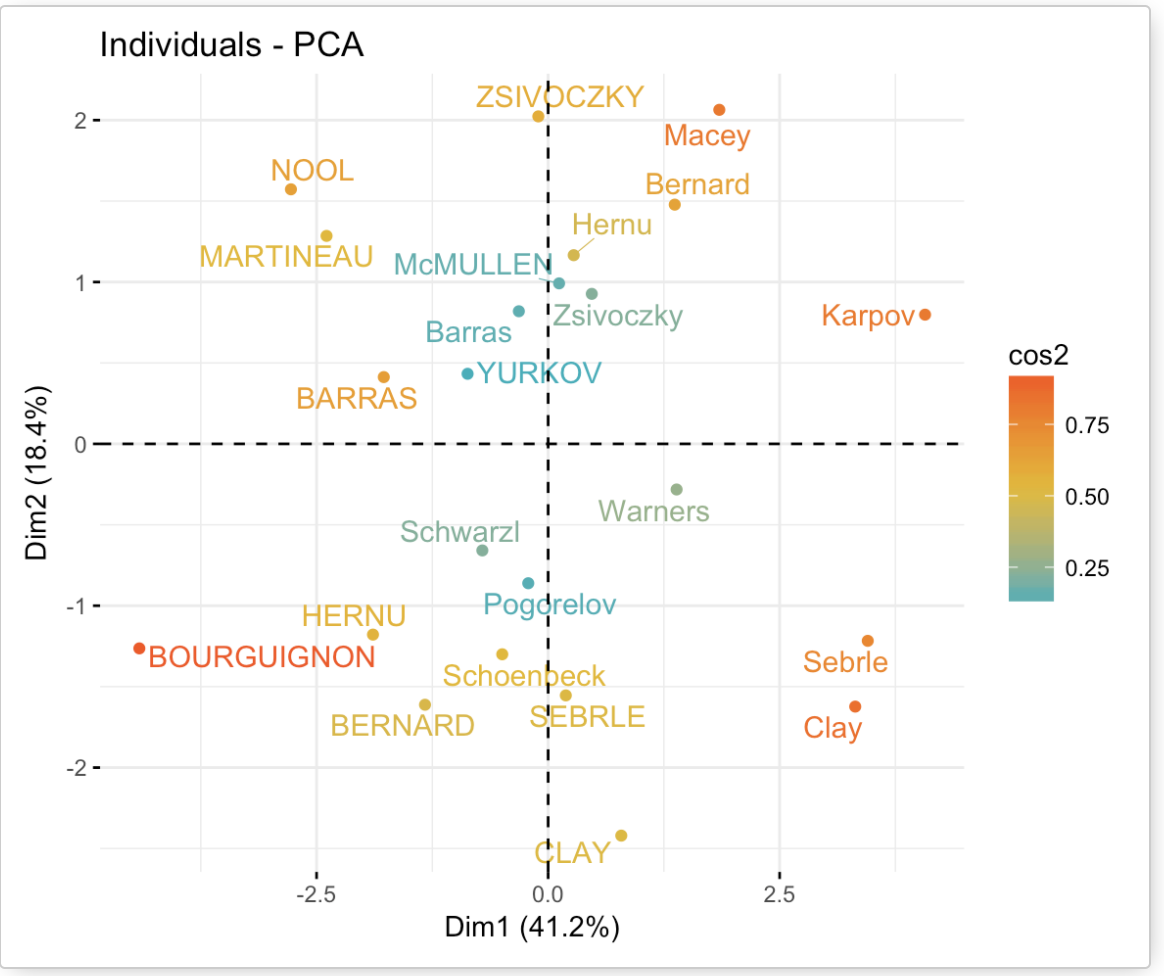 Individuals - PCA
ZSIVOCZKY
Macey
NOOL
Bernard
Hernu
MARTINEAU
McMULLEN
Zsivoczky
Karpov
Barras
YURKOV
BARRAS
Warners
Schwarzl
Pogorelov
HERNU
BOURGUIGNON
Sebrle
Schoenbeck
SEBRLE
BERNARD
Clay
CLAY
2
1
0
-1
-2
Dim2 (18.4%)
-2.5
0.0
2.5
Dim1 (41.2%)
cos2
0.75
0.50
0.25